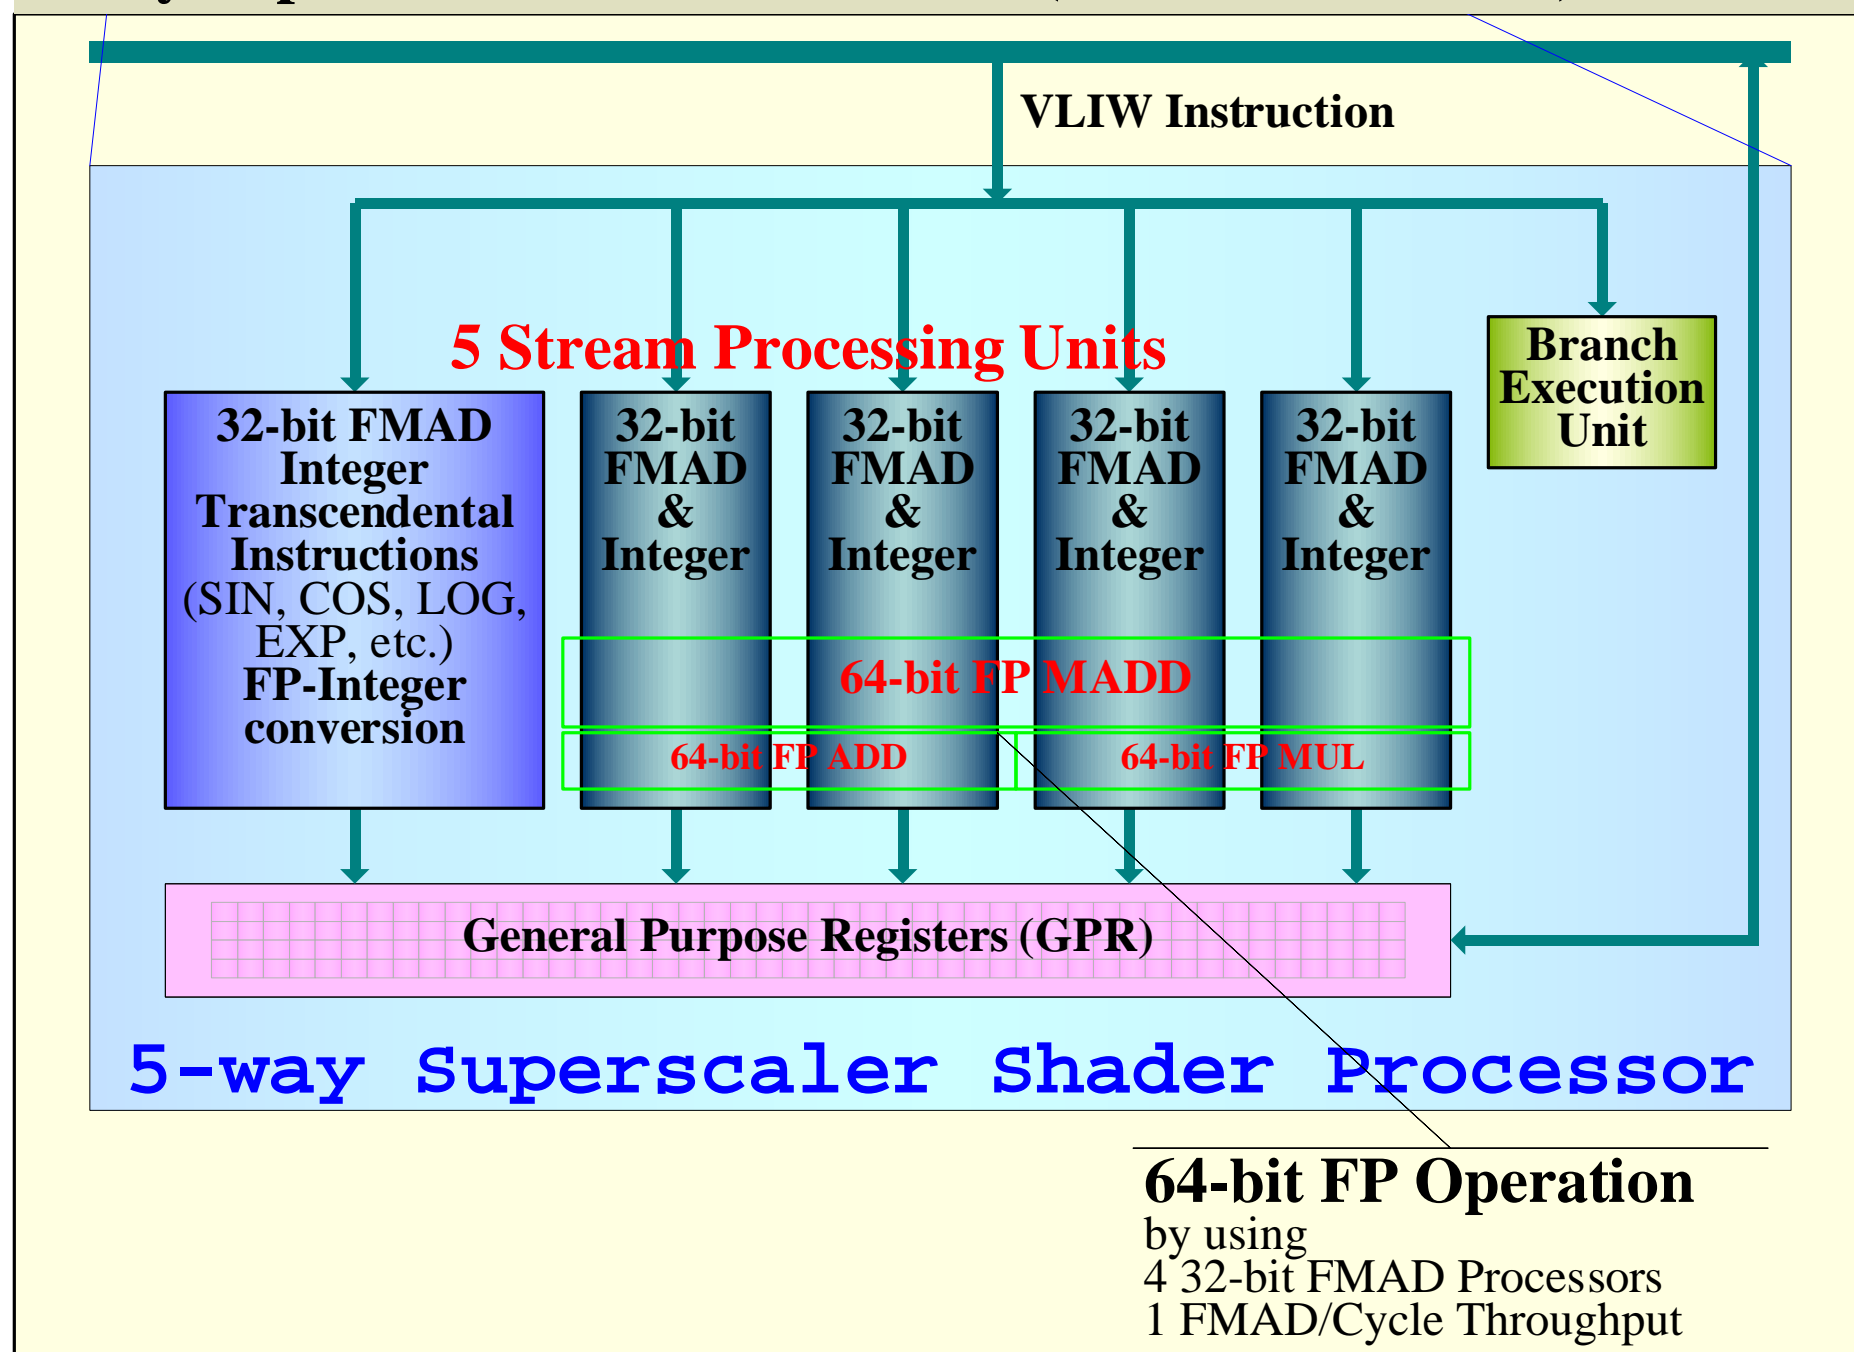 VLIW Instruction
5 Stream Processing Units
Branch
Execution
Unit
32-bit FMAD
Integer
Transcendental
Instructions
(SIN, COS, LOG,
EXP, etc.)
FP-Integer
conversion
32-bit
FMAD
&
Integer
32-bit
FMAD
&
Integer
32-bit
FMAD
&
Integer
32-bit
FMAD
&
Integer
64-bit FP MADD
64-bit FP ADD
64-bit FP MUL
General Purpose Registers (GPR)
5-way Superscaler Shader Processor
64-bit FP Operation
by using
4 32-bit FMAD Processors
1 FMAD/Cycle Throughput